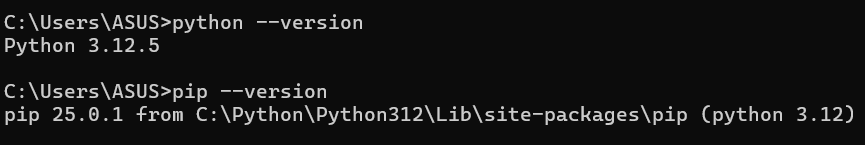 C:\Users\ASUS>python --version
Python 3.12.5
C:\Users\ASUS>pip --version
pip 25.0.1 from C:\Python\Python312\Lib\site-packages\pip (python 3.12)